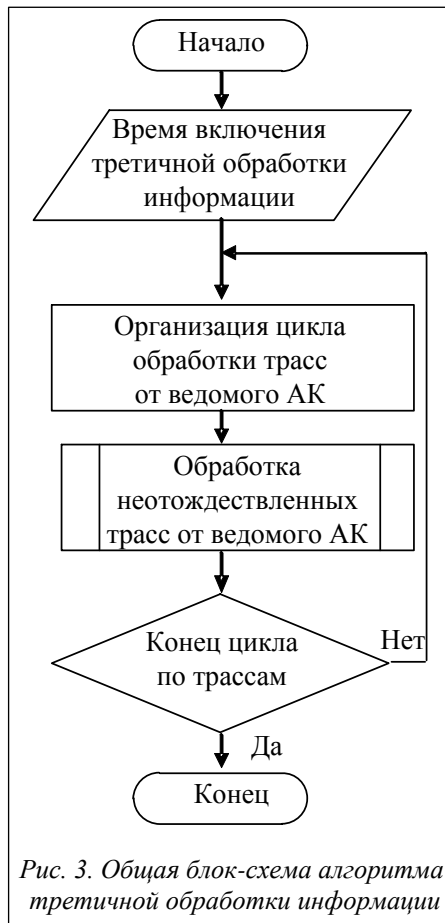 Начало
Время включения
третичной обработки
информации
Организация цикла
обработки трасс
от ведомого АК
Обработка
неотождествленных
трасс от ведомого АК
Конец цикла
по трассам
Нет
Да
Конец
Рис. 3. Общая блок-схема алгоритма
третичной обработки информации